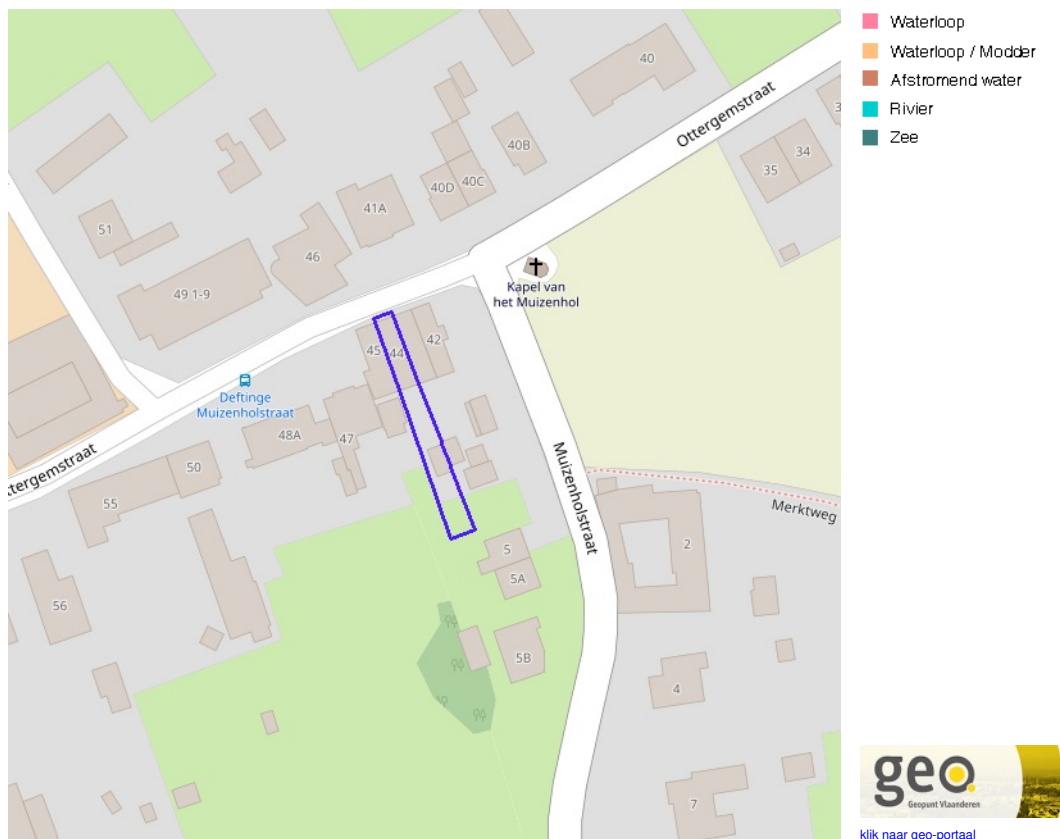 Waterloop
Waterloop / Modder
Afstromend water
Rivier
Zee
40
Ottergemstraat
34
35
40B
40C
40D
41A
51
46
49 1-9
Kapel van
het Muizenhol
42
45
44
Deftinge
Muizenholstraat
48A
47
50
55
ttergemstraat
Muizenholstraat
Merktweg
2
5
5A
56
5B
4
7
geo
Geopunt Vlaanderen
klik naar geo-portaal